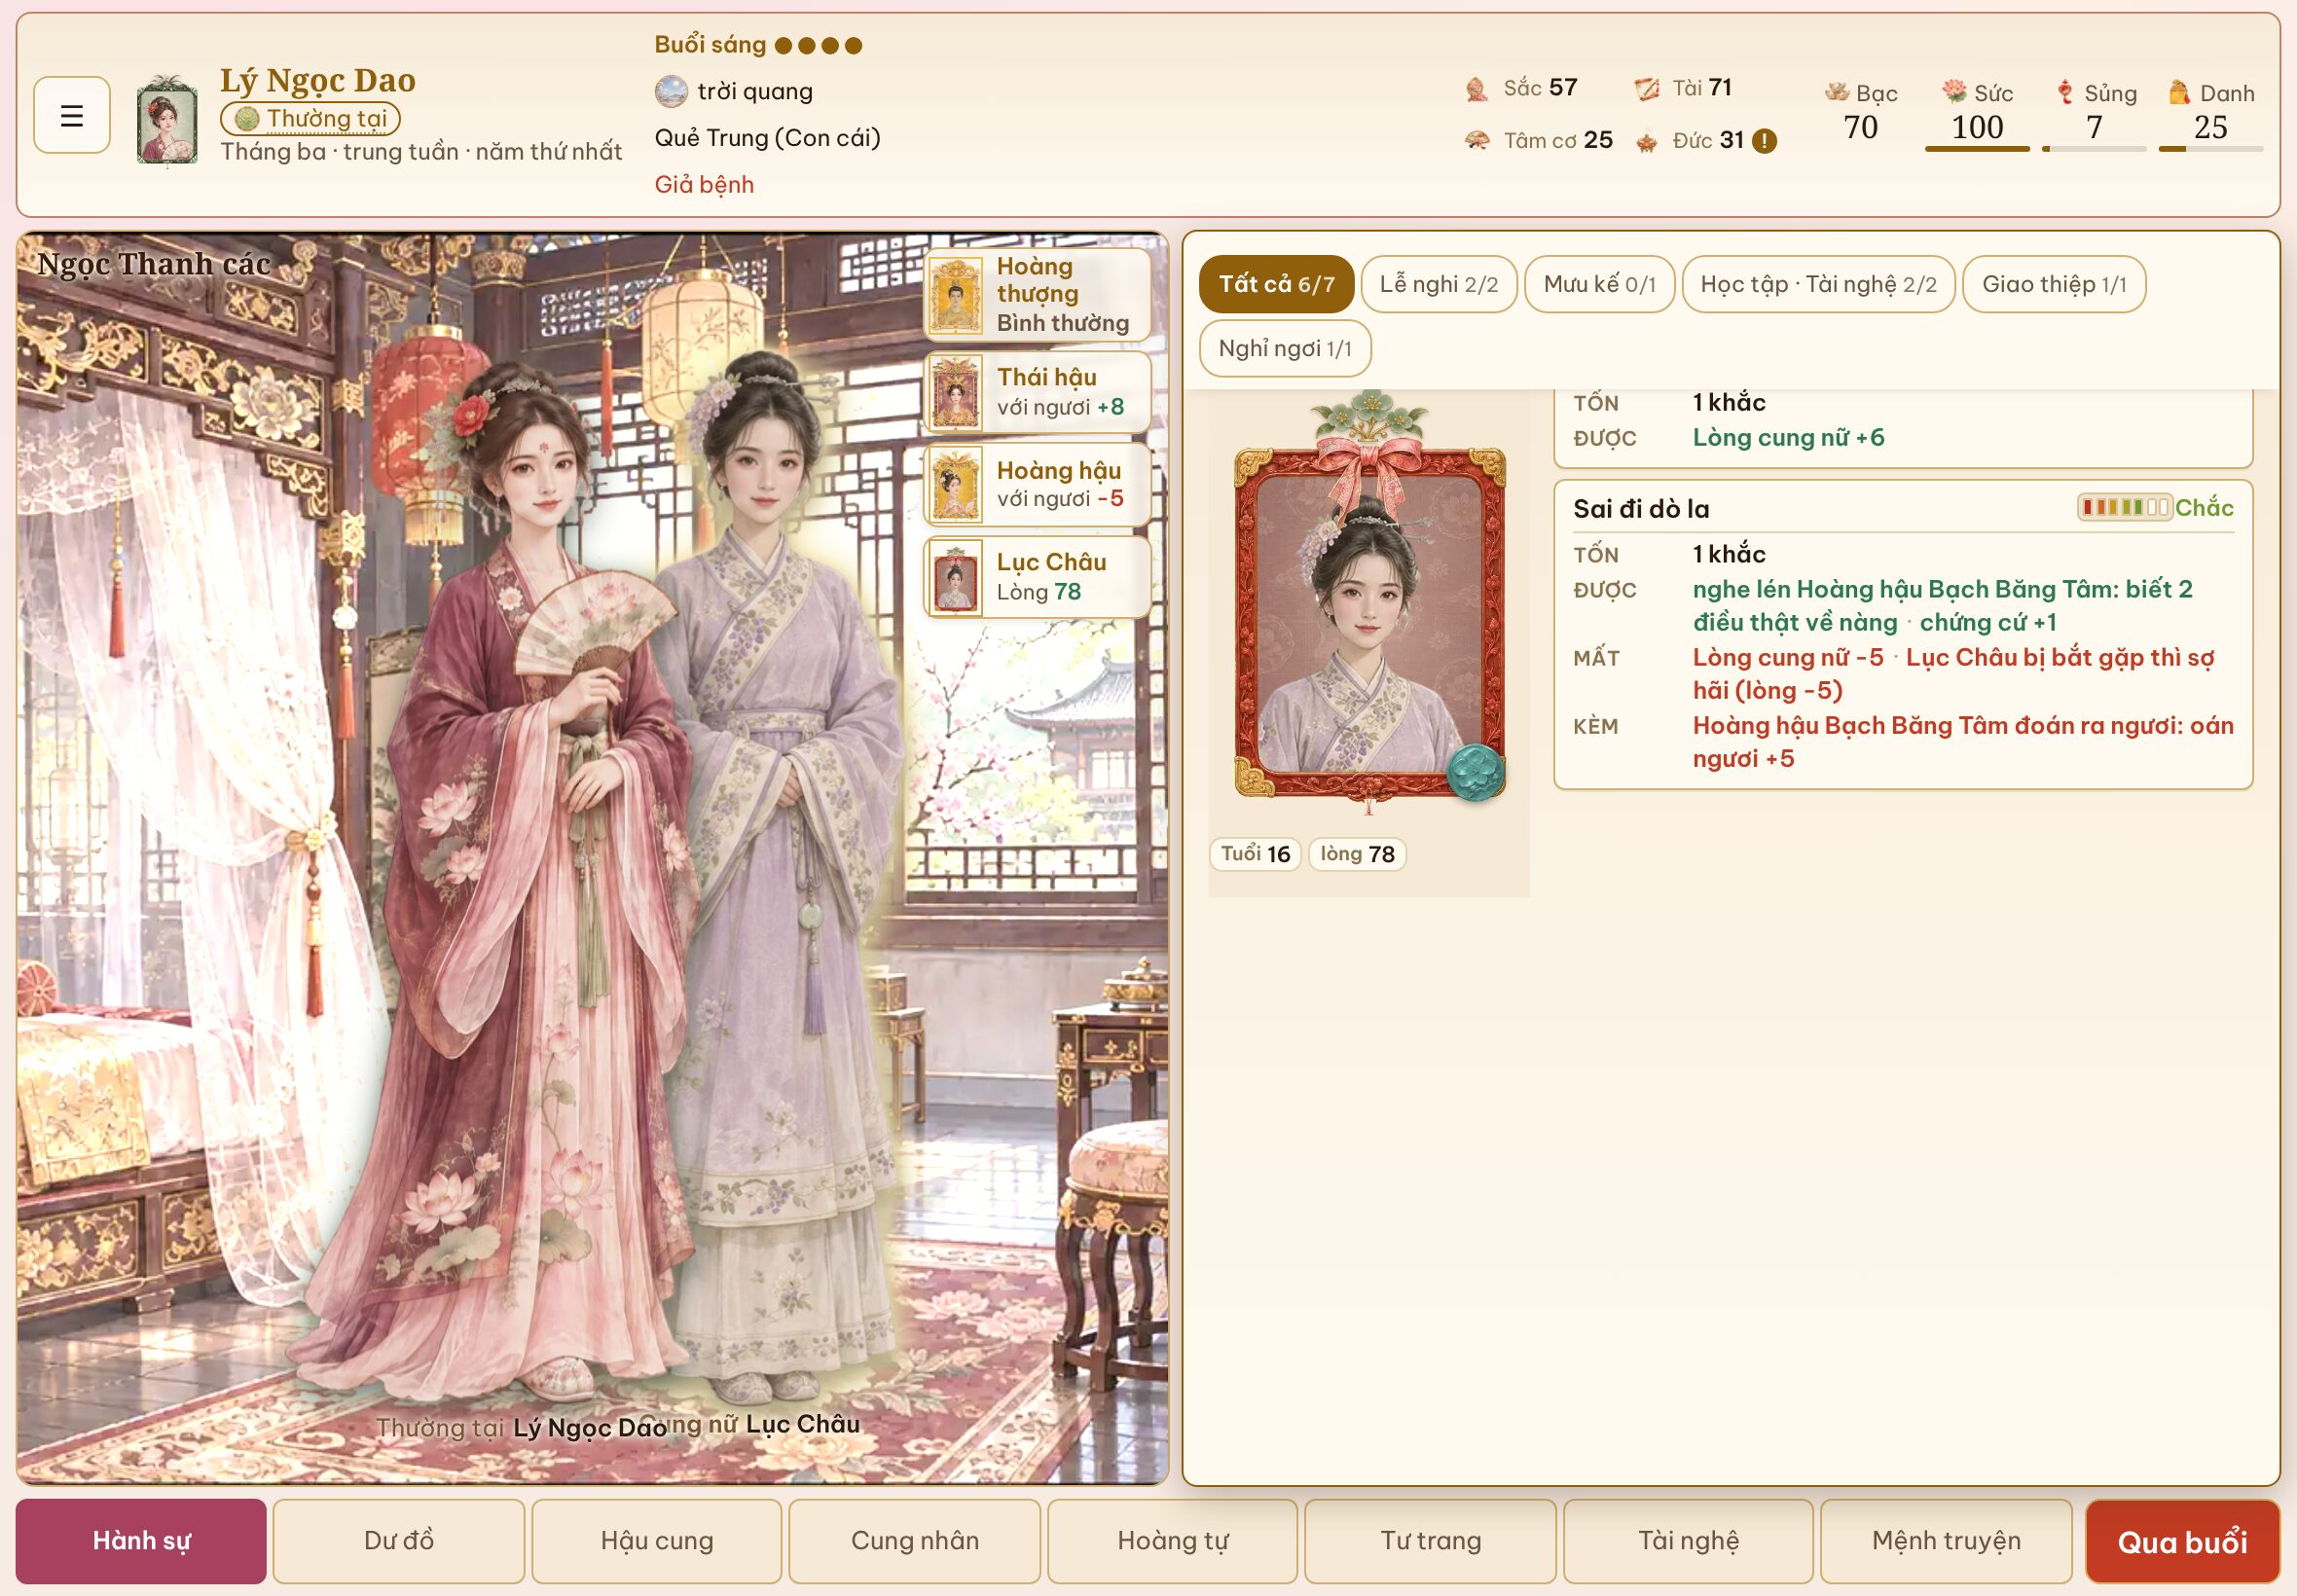 ☰
Lý Ngọc Dao
Thường tại
Tháng ba · trung tuần · năm thứ nhất
Buổi sáng
trời quang
Quẻ Trung (Con cái)
Giả bệnh
Sắc 57
Tài 71
Tâm cơ 25
Đức 31 !
Bạc
70
Sức
100
Sủng
7
Danh
25
Ngọc Thanh các
Hoàng
thượng
Bình thường
Thái hậu
với ngươi +8
Hoàng hậu
với ngươi -5
Lục Châu
Lòng 78
Thường tại Lý Ngọc Dao
Cung nữ Lục Châu
Tất cả 6/7
Lễ nghi 2/2
Mưu kế 0/1
Học tập · Tài nghệ 2/2
Giao thiệp 1/1
Nghỉ ngơi 1/1
Tuổi 16
lòng 78
TỐN 1 khắc
ĐƯỢC Lòng cung nữ +6
Sai đi dò la
Chắc
TỐN 1 khắc
ĐƯỢC nghe lén Hoàng hậu Bạch Băng Tâm: biết 2
điều thật về nàng · chứng cứ +1
MẤT Lòng cung nữ -5 · Lục Châu bị bắt gặp thì sợ
hãi (lòng -5)
KÈM Hoàng hậu Bạch Băng Tâm đoán ra ngươi: oán
ngươi +5
Hành sự
Dư đồ
Hậu cung
Cung nhân
Hoàng tự
Tư trang
Tài nghệ
Mệnh truyện
Qua buổi